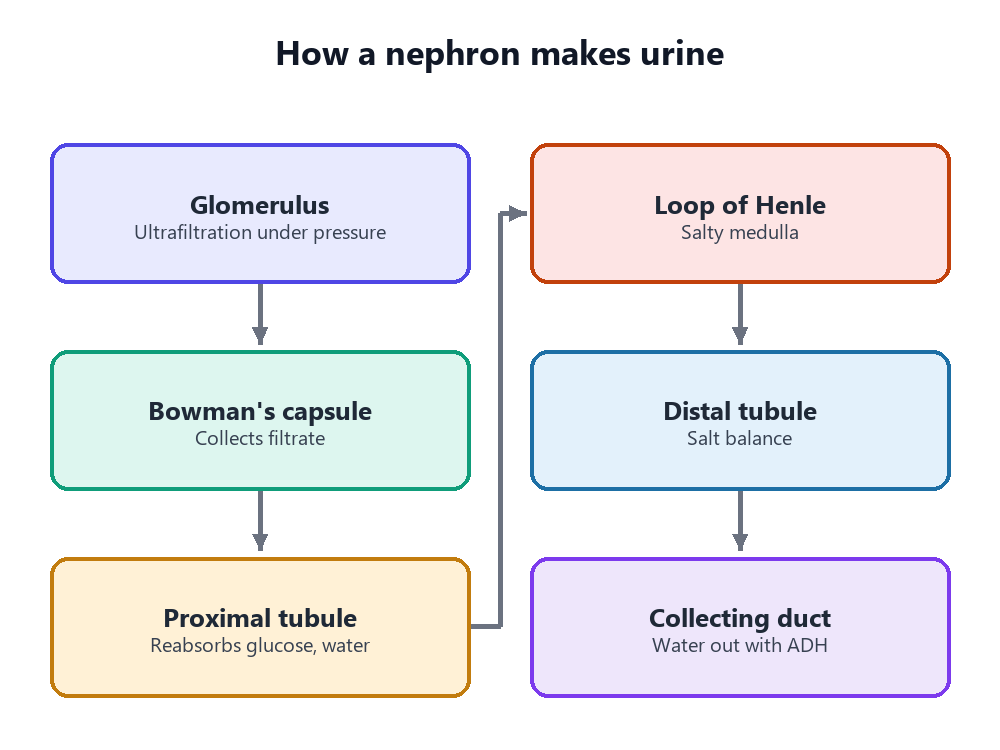 How a nephron makes urine
Glomerulus
Ultrafiltration under pressure
Bowman's capsule
Collects filtrate
Proximal tubule
Reabsorbs glucose, water
Loop of Henle
Salty medulla
Distal tubule
Salt balance
Collecting duct
Water out with ADH